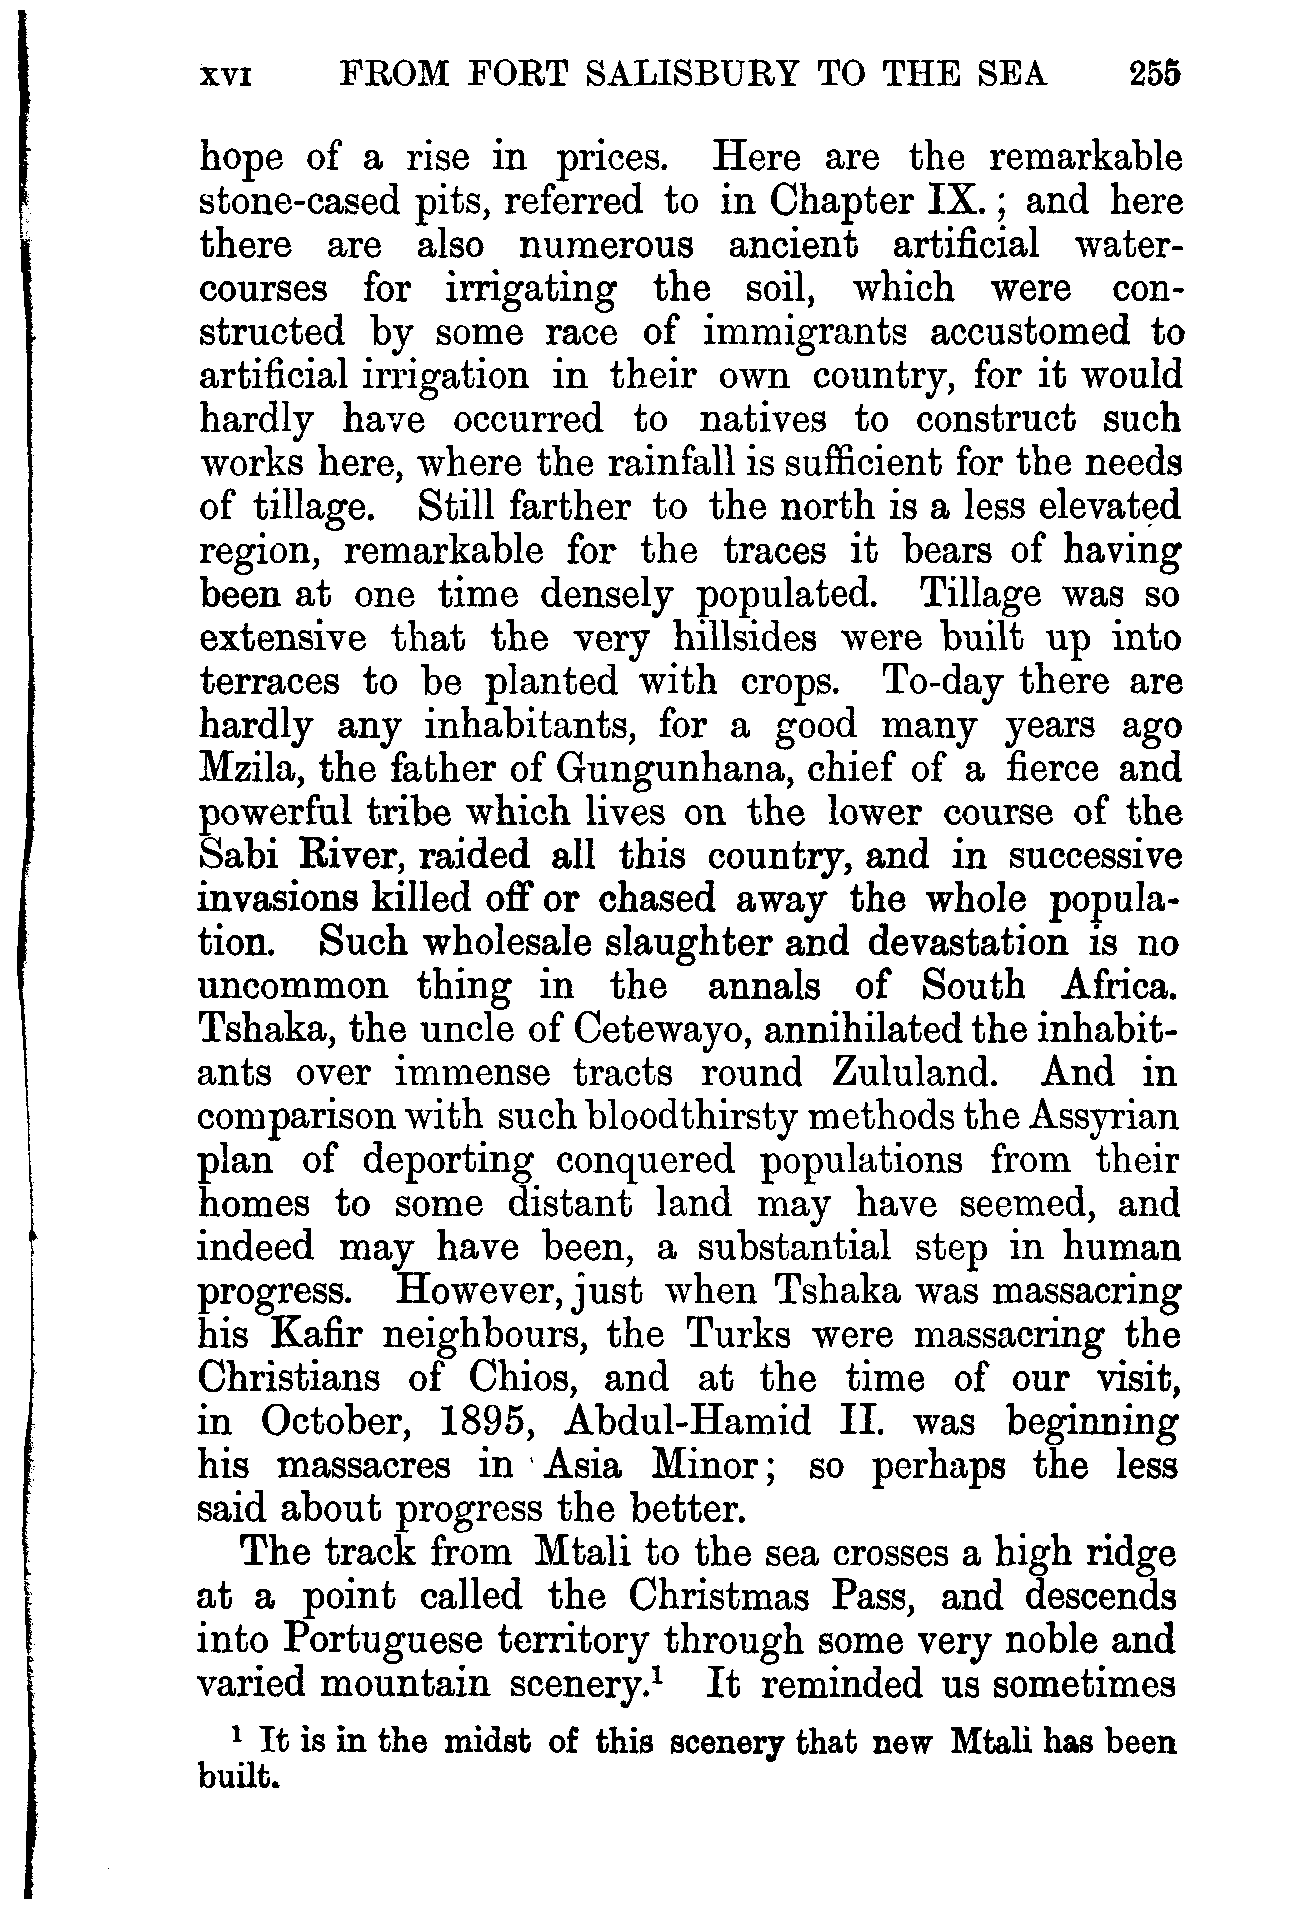 XVI FROM FORT SALISBURY TO THE SEA 255
hope of a rise in prices. Here are the remarkable
stone-cased pits, referred to in Chapter IX.; and here
there are also numerous ancient artificial water-
courses for irrigating the soil, which were con-
structed by some race of immigrants accustomed to
artificial irrigation in their own country, for it would
hardly have occurred to natives to construct such
works here, where the rainfall is sufficient for the needs
of tillage. Still farther to the north is a less elevated
region, remarkable for the traces it bears of having
been at one time densely populated. Tillage was so
extensive that the very hillsides were built up into
terraces to be planted with crops. To-day there are
hardly any inhabitants, for a good many years ago
Mzila, the father of Gungunhana, chief of a fierce and
powerful tribe which lives on the lower course of the
Sabi River, raided all this country, and in successive
invasions killed off or chased away the whole popula-
tion. Such wholesale slaughter and devastation is no
uncommon thing in the annals of South Africa.
Tshaka, the uncle of Cetewayo, annihilated the inhabit-
ants over immense tracts round Zululand. And in
comparison with such bloodthirsty methods the Assyrian
plan of deporting conquered populations from their
homes to some distant land may have seemed, and
indeed may have been, a substantial step in human
progress. However, just when Tshaka was massacring
his Kafir neighbours, the Turks were massacring the
Christians of Chios, and at the time of our visit,
in October, 1895, Abdul-Hamid II. was beginning
his massacres in Asia Minor; so perhaps the less
said about progress the better.
The track from Mtali to the sea crosses a high ridge
at a point called the Christmas Pass, and descends
into Portuguese territory through some very noble and
varied mountain scenery.¹ It reminded us sometimes
¹ It is in the midst of this scenery that new Mtali has been
built.